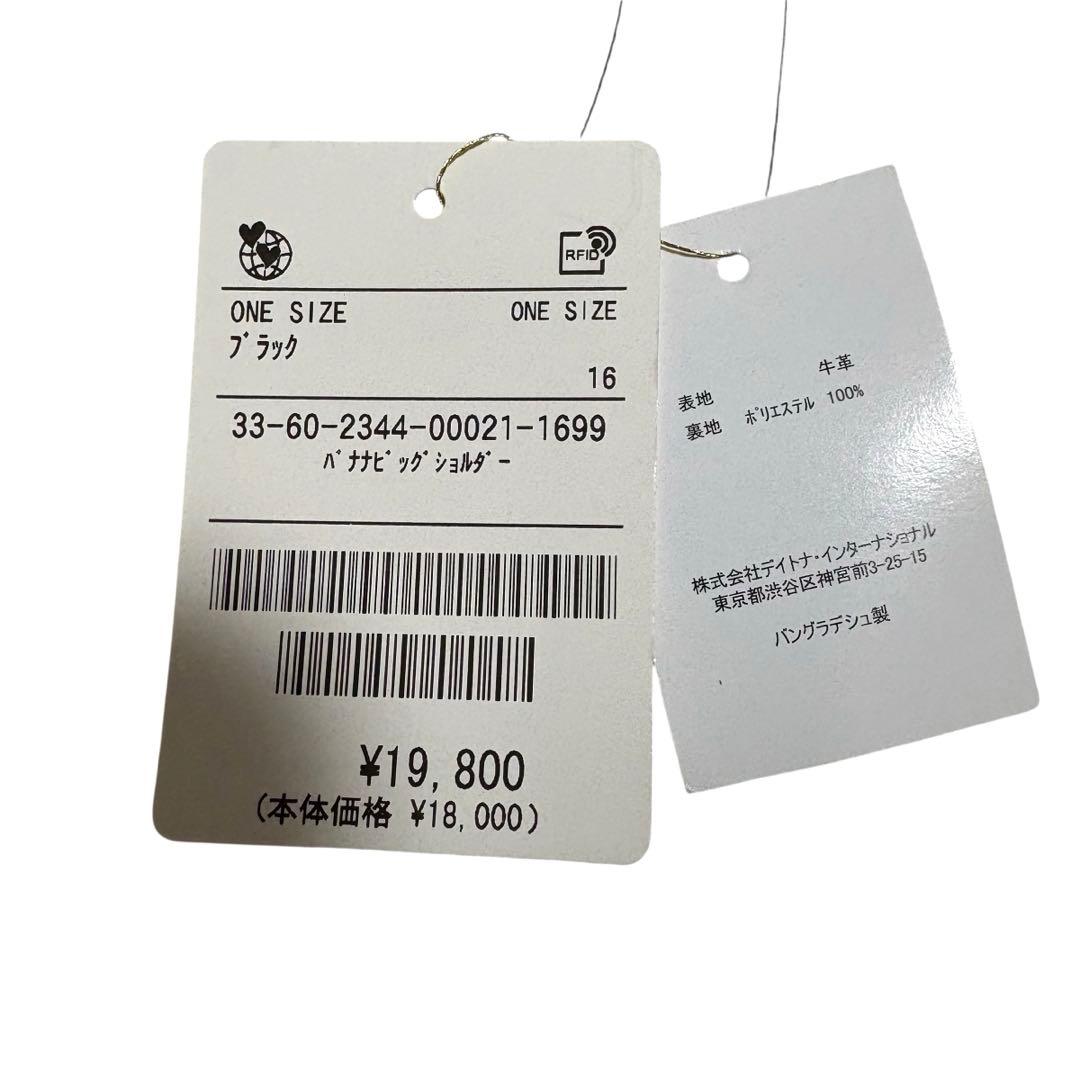 RFID
ONE SIZE ONE SIZE
ﾌﾞﾗｯｸ
16
33-60-2344-00021-1699
ﾊﾞﾅﾅﾋﾞｯｸﾞｼｮﾙﾀﾞｰ
¥19,800
(本体価格 ¥18,000)
牛革
表地
裏地 ﾎﾟﾘｴｽﾃﾙ 100%
株式会社デイトナ・インターナショナル
東京都渋谷区神宮前3-25-15
バングラデシュ製